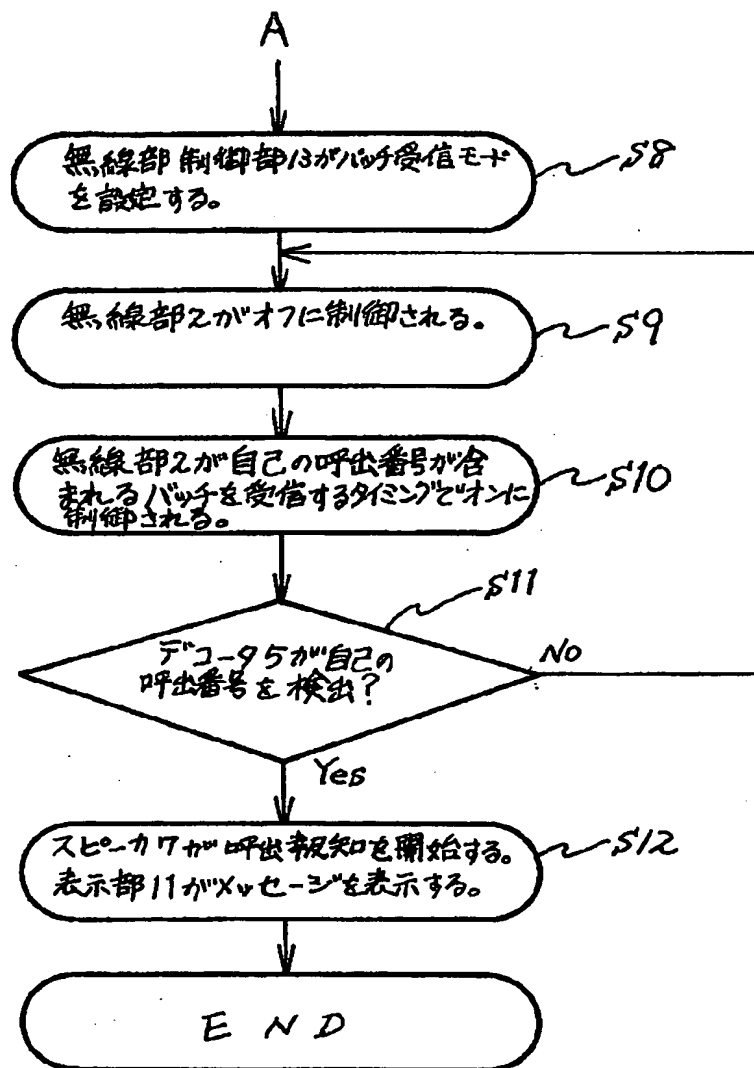 A
無線部制御部13がバッチ受信モード
を設定する。
S8
無線部2がオフに制御される。
S9
無線部2が自己の呼出番号が含
まれるバッチを受信するタイミングでオンに
制御される。
S10
S11
デコーダ5が自己の
呼出番号を検出?
No
Yes
スピーカ7が呼出報知を開始する。
表示部11がメッセージを表示する。
S12
END